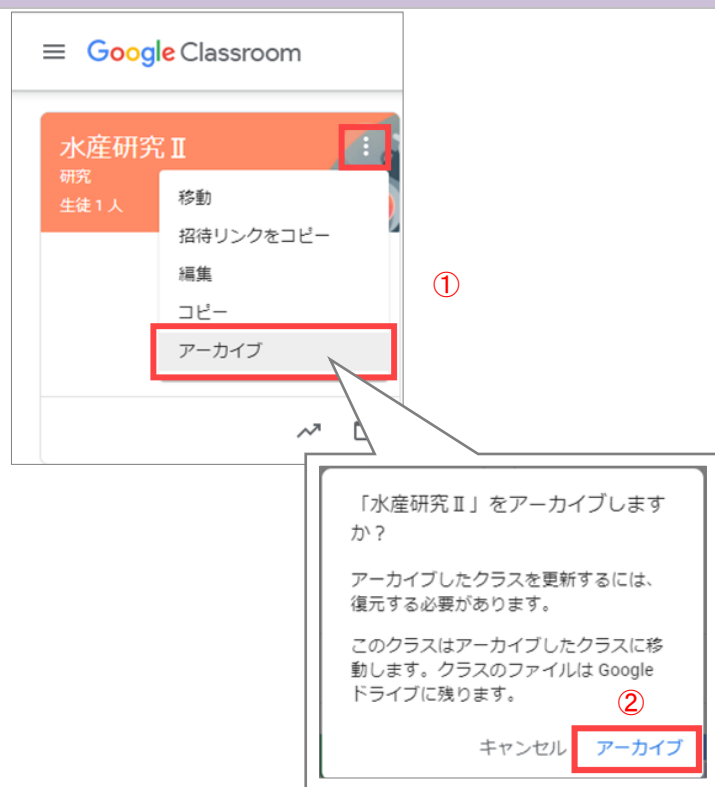 Google Classroom
水産研究Ⅱ
研究
生徒 1 人
移動
招待リンクをコピー
編集
コピー
アーカイブ
①
「水産研究Ⅱ」をアーカイブします
か？
アーカイブしたクラスを更新するには、
復元する必要があります。
このクラスはアーカイブしたクラスに移
動します。クラスのファイルは Google
ドライブに残ります。
②
キャンセル アーカイブ